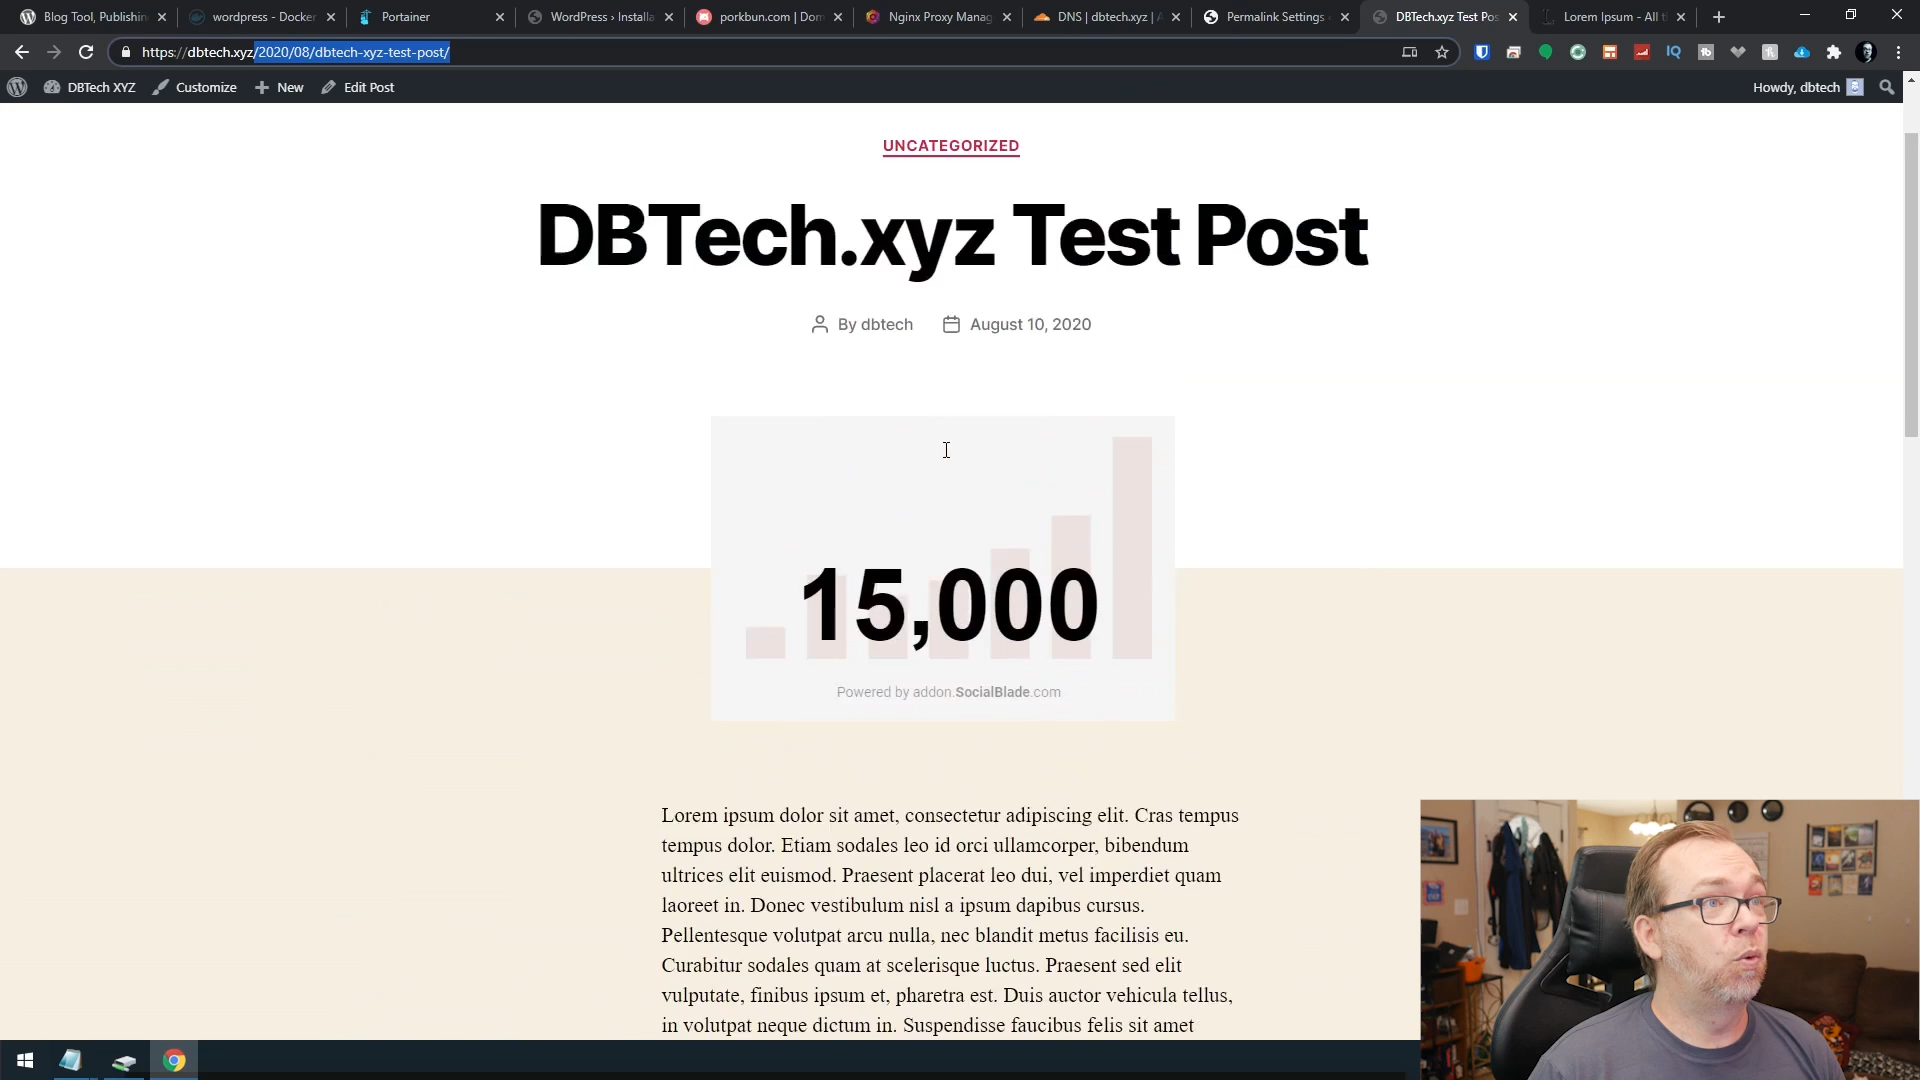 Blog Tool, Publishin
wordpress - Docker
Portainer
WordPress › Installa
porkbun.com | Dom
Nginx Proxy Manag
DNS | dbtech.xyz | A
Permalink Settings
DBTech.xyz Test Pos
Lorem Ipsum - All t
https://dbtech.xyz/2020/08/dbtech-xyz-test-post/
IQ
DBTech XYZ
Customize
New
Edit Post
Howdy, dbtech
UNCATEGORIZED
DBTech.xyz Test Post
By dbtech
August 10, 2020
15,000
Powered by addon.SocialBlade.com
Lorem ipsum dolor sit amet, consectetur adipiscing elit. Cras tempus
tempus dolor. Etiam sodales leo id orci ullamcorper, bibendum
ultrices elit euismod. Praesent placerat leo dui, vel imperdiet quam
laoreet in. Donec vestibulum nisl a ipsum dapibus cursus.
Pellentesque volutpat arcu nulla, nec blandit metus facilisis eu.
Curabitur sodales quam at scelerisque luctus. Praesent sed elit
vulputate, finibus ipsum et, pharetra est. Duis auctor vehicula tellus,
in volutpat neque dictum in. Suspendisse faucibus felis sit amet